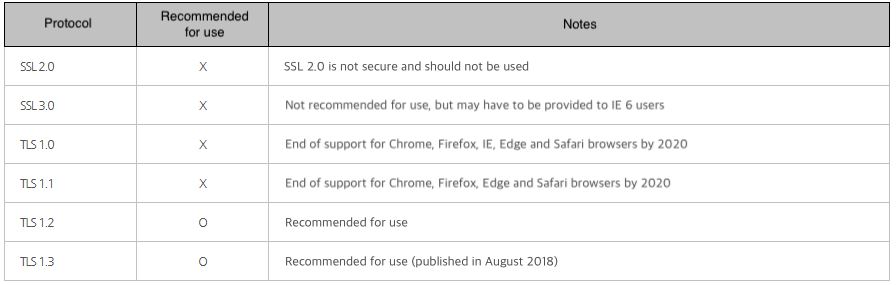 Protocol
Recommended
for use
Notes
SSL 2.0
X
SSL 2.0 is not secure and should not be used
SSL 3.0
X
Not recommended for use, but may have to be provided to IE 6 users
TLS 1.0
X
End of support for Chrome, Firefox, IE, Edge and Safari browsers by 2020
TLS 1.1
X
End of support for Chrome, Firefox, Edge and Safari browsers by 2020
TLS 1.2
O
Recommended for use
TLS 1.3
O
Recommended for use (published in August 2018)